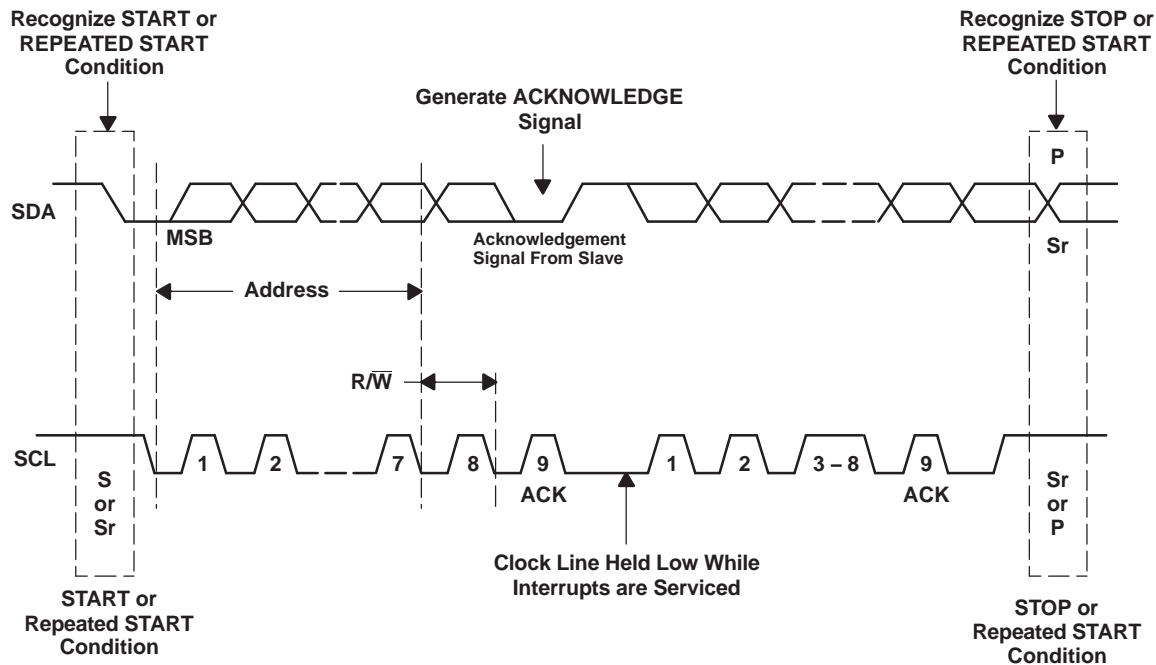 Recognize START or
REPEATED START
Condition
Recognize STOP or
REPEATED START
Condition
Generate ACKNOWLEDGE
Signal
P
SDA
MSB
Acknowledgement
Signal From Slave
Sr
Address
R/W̅
SCL
1
2
7
8
9
1
2
3 – 8
9
ACK
ACK
S
or
Sr
Sr
or
P
Clock Line Held Low While
Interrupts are Serviced
START or
Repeated START
Condition
STOP or
Repeated START
Condition